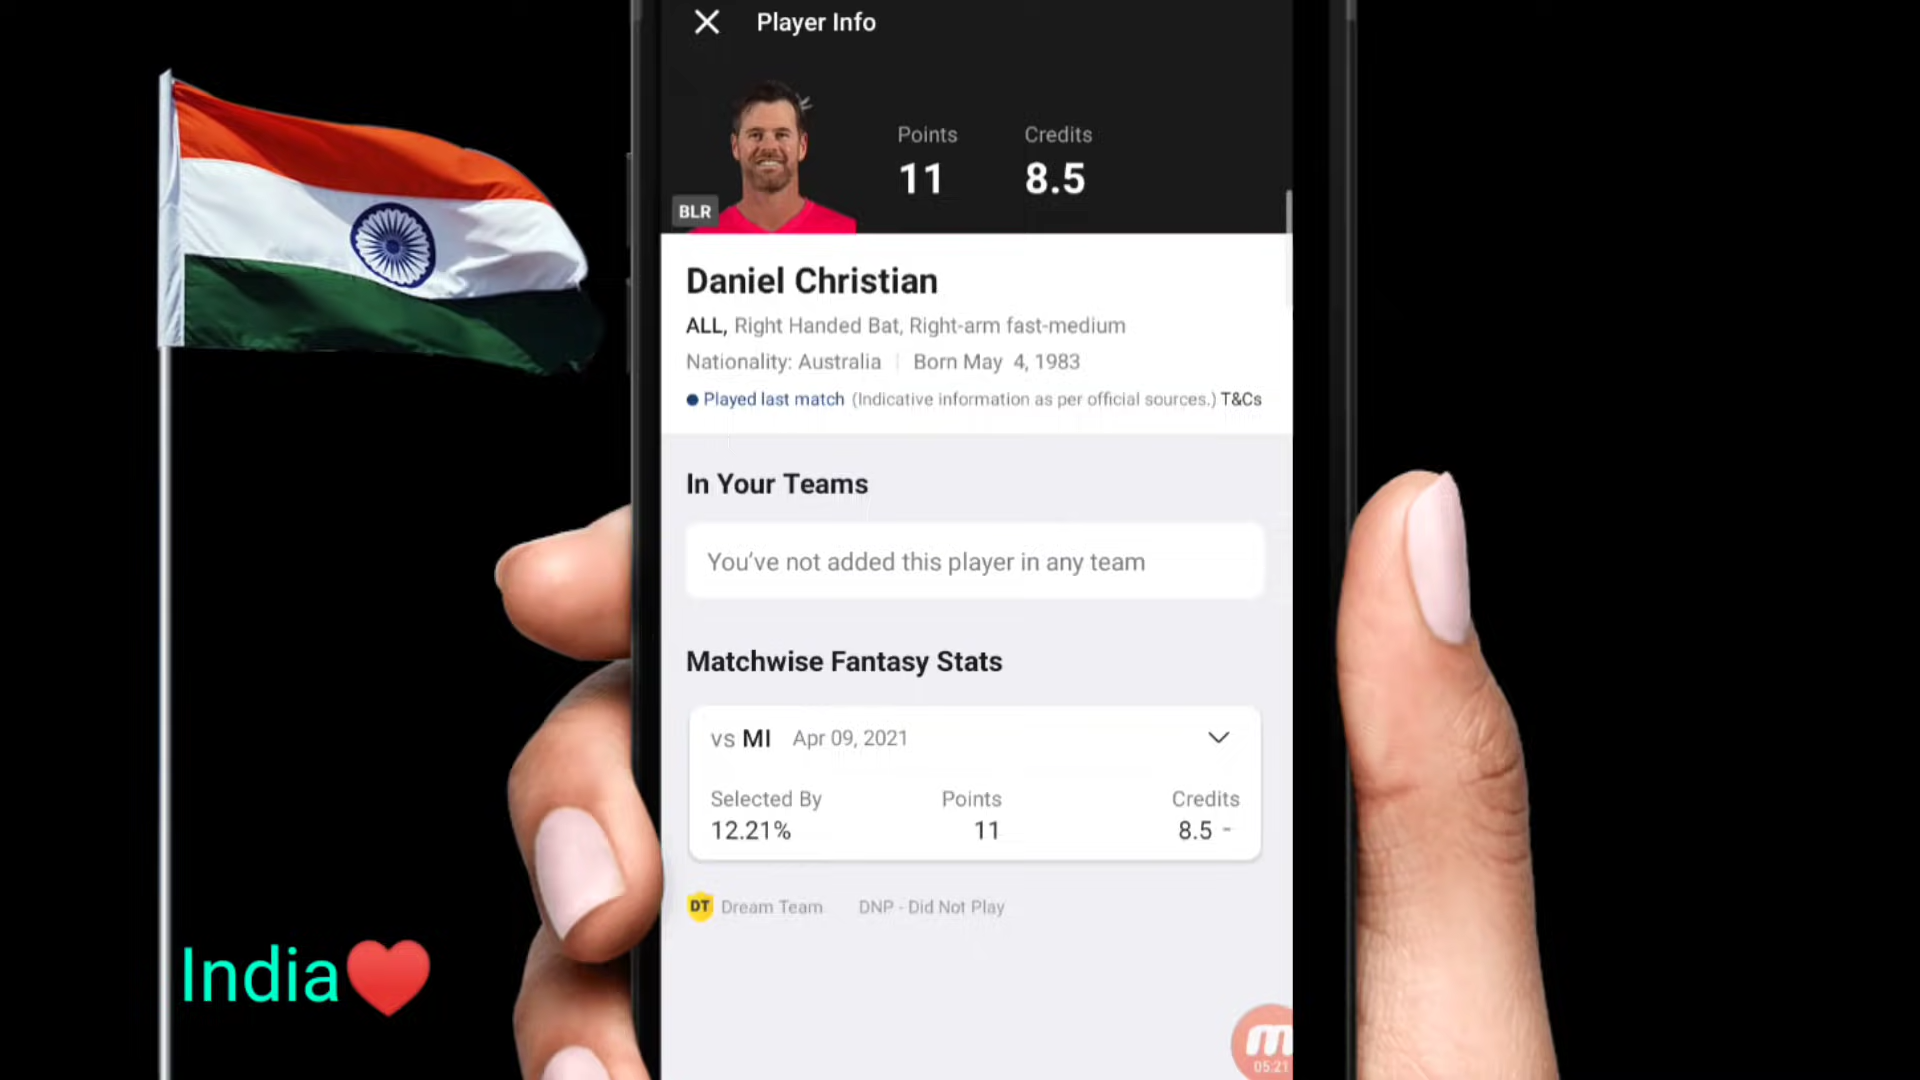 Player Info
Points
Credits
11
8.5
BLR
Daniel Christian
ALL, Right Handed Bat, Right-arm fast-medium
Nationality: Australia | Born May 4, 1983
Played last match (Indicative information as per official sources.) T&Cs
In Your Teams
You’ve not added this player in any team
Matchwise Fantasy Stats
vs MI Apr 09, 2021
Selected By
Points
Credits
12.21%
11
8.5 -
DT Dream Team
DNP - Did Not Play
India❤️
m
05:21